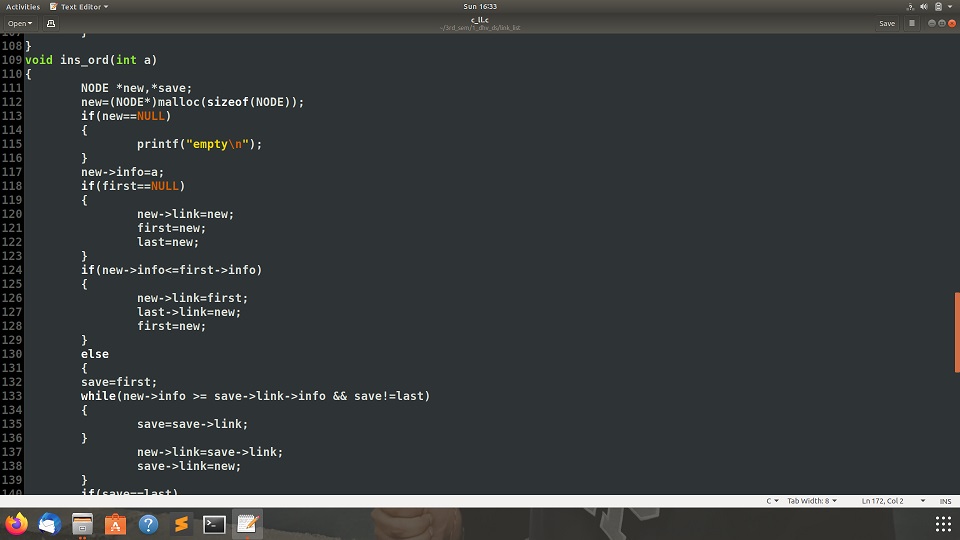 Activities Text Editor Sun 16:33
Open c_ll.c Save
~/3rd_sem/1_dhv_ds/link_list
108 }
109 void ins_ord(int a)
110 {
111 NODE *new,*save;
112 new=(NODE*)malloc(sizeof(NODE));
113 if(new==NULL)
114 {
115 printf("empty\n");
116 }
117 new->info=a;
118 if(first==NULL)
119 {
120 new->link=new;
121 first=new;
122 last=new;
123 }
124 if(new->info<=first->info)
125 {
126 new->link=first;
127 last->link=new;
128 first=new;
129 }
130 else
131 {
132 save=first;
133 while(new->info >= save->link->info && save!=last)
134 {
135 save=save->link;
136 }
137 new->link=save->link;
138 save->link=new;
139 }
140 if(save==last)
C Tab Width: 8 Ln 172, Col 2 INS